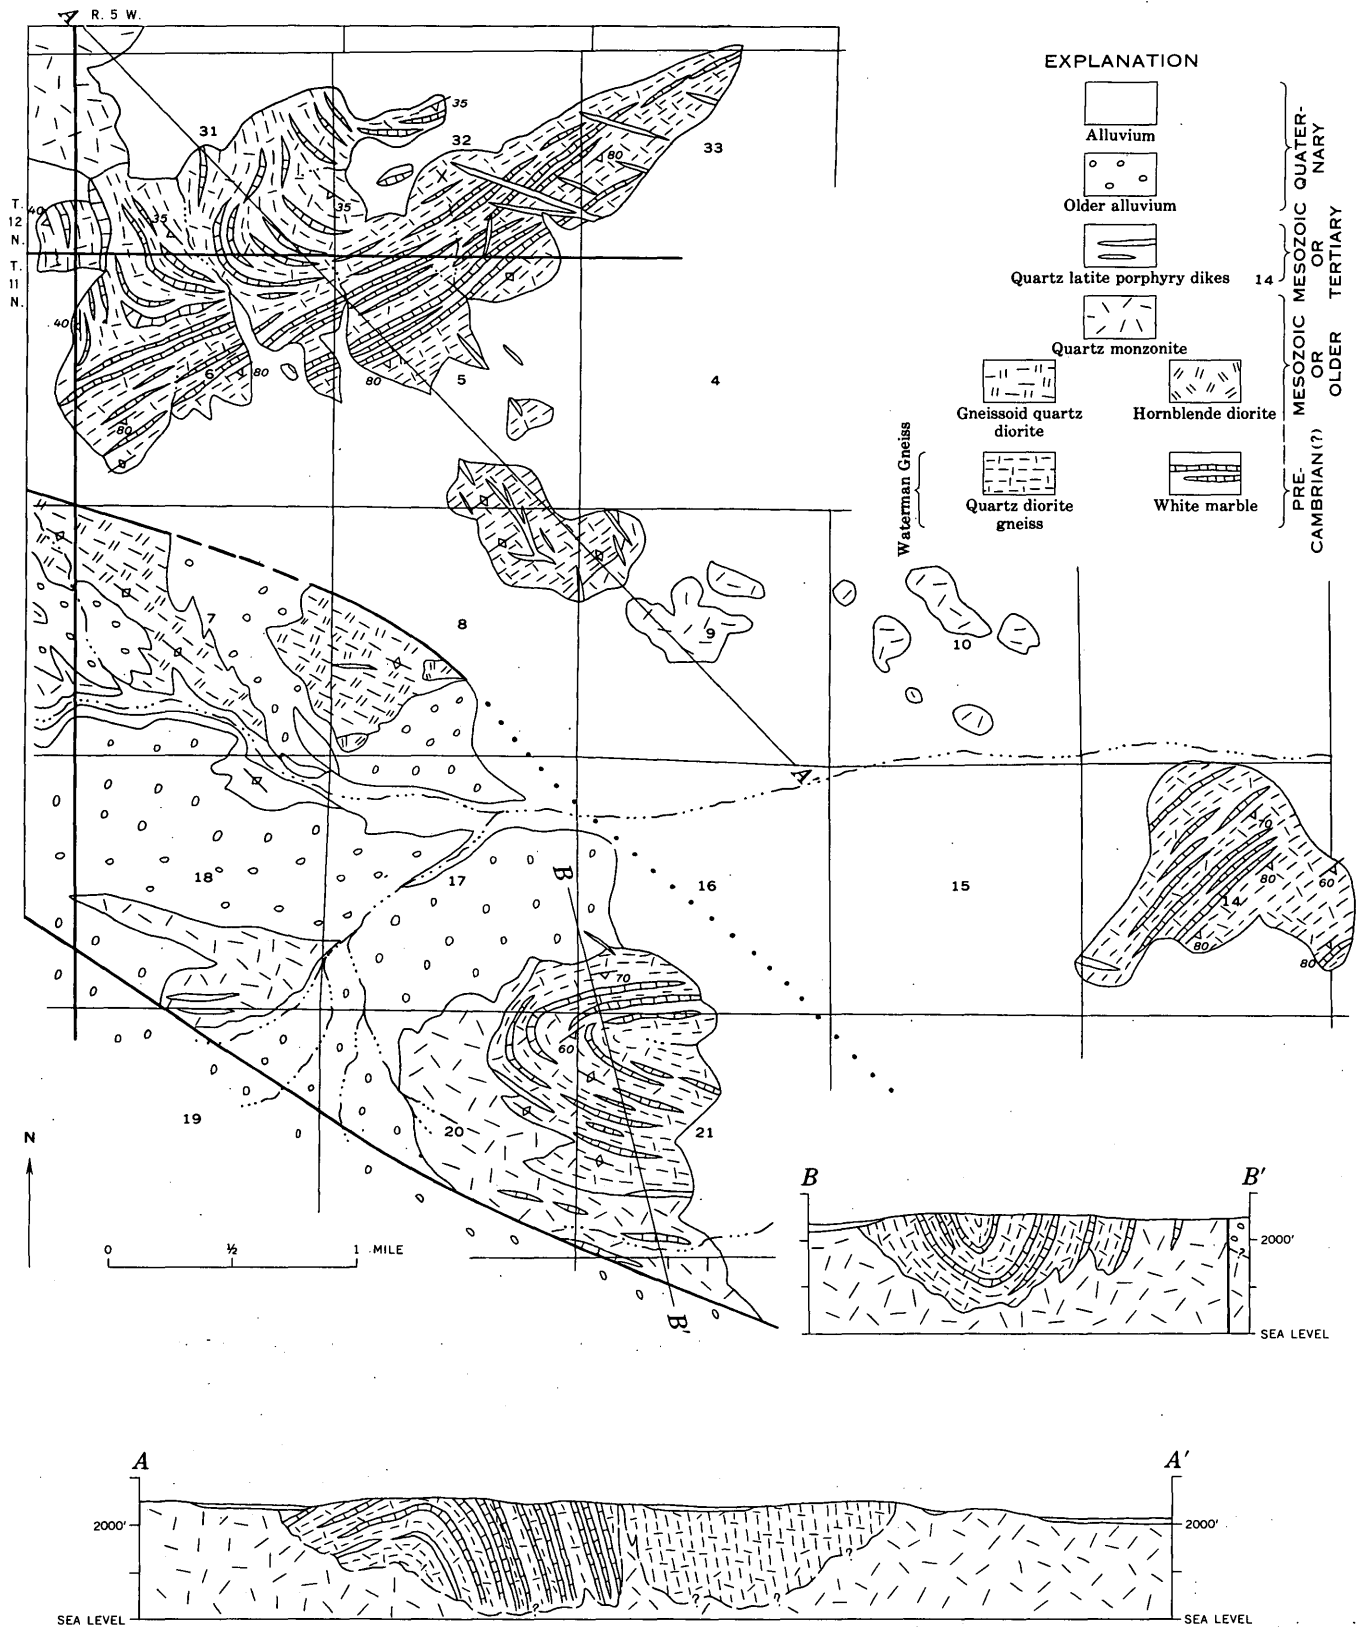 A
R. 5 W.
EXPLANATION
Alluvium
Older alluvium
Quartz latite porphyry dikes
14
Quartz monzonite
Gneissoid quartz
diorite
Hornblende diorite
Waterman Gneiss
Quartz diorite
gneiss
White marble
QUATER-
NARY
MESOZOIC
OR
TERTIARY
MESOZOIC
OR
OLDER
PRE-
CAMBRIAN(?)
31
35
32
33
80
T.
12
N.
40
35
35
T.
11
N.
40
6
80
80
5
4
80
7
8
9
10
A'
18
17
B
16
15
70
80
60
14
80
80
70
60
19
20
21
N
0
½
1 MILE
B'
B
B'
2000'
?
SEA LEVEL
A
A'
2000'
2000'
?
?
?
?
SEA LEVEL
SEA LEVEL